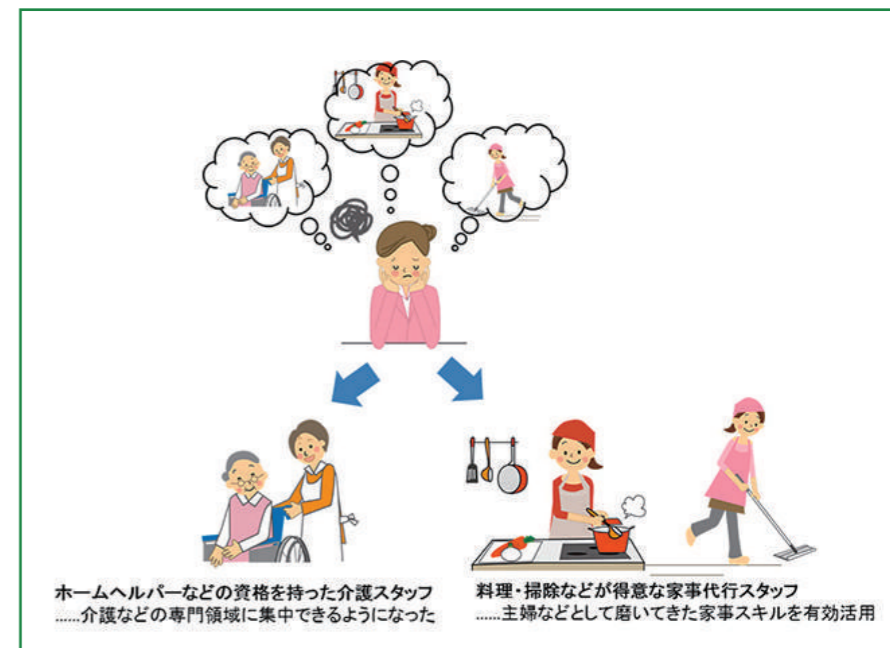 ホームヘルパーなどの資格を持った介護スタッフ
……介護などの専門領域に集中できるようになった
料理・掃除などが得意な家事代行スタッフ
……主婦などとして磨いてきた家事スキルを有効活用